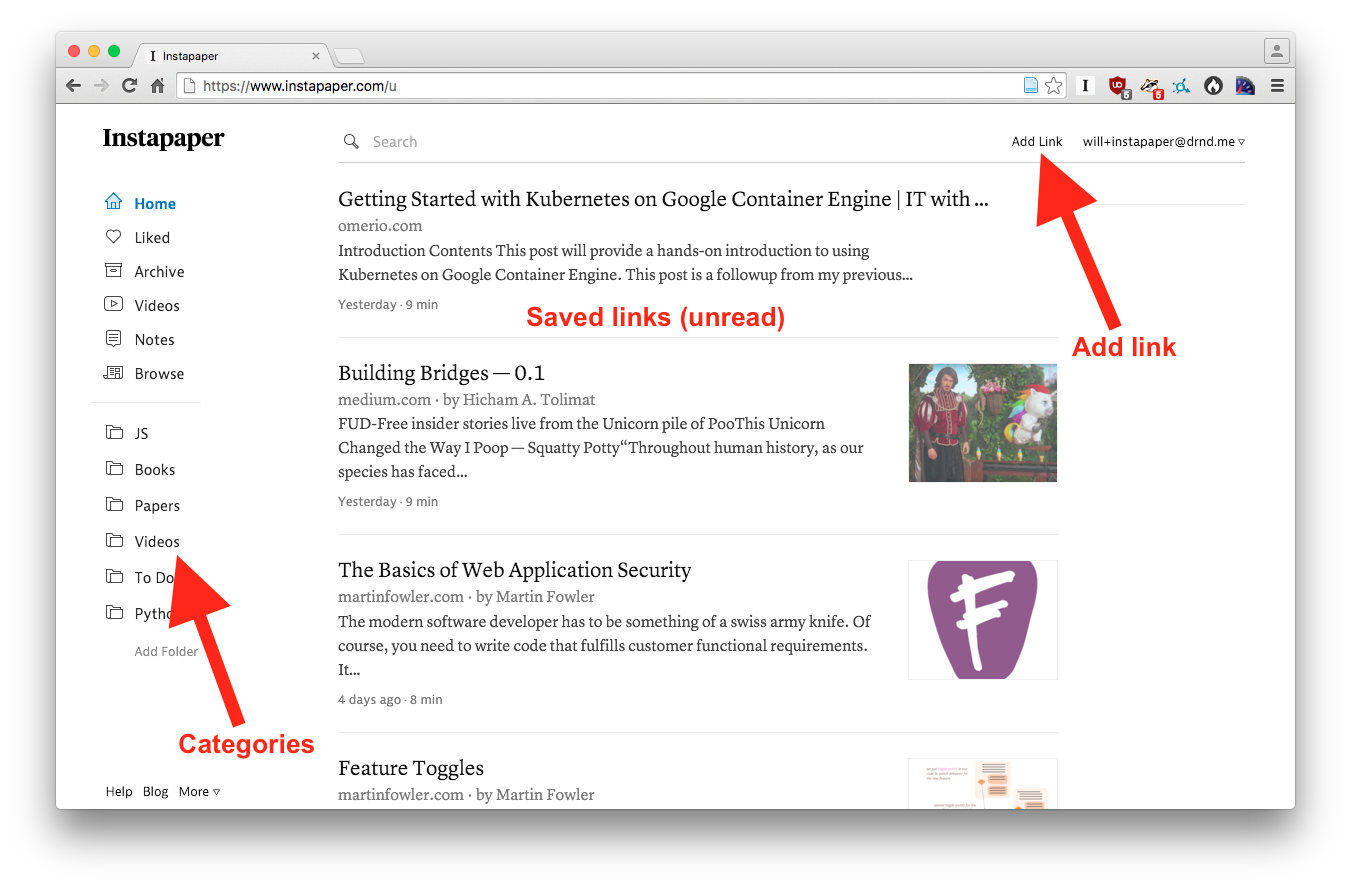 Instapaper
https://www.instapaper.com/u
I
UD
5
5
Instapaper
Search
Add Link
will+instapaper@drnd.me
Home
Liked
Archive
Videos
Notes
Browse
JS
Books
Papers
Videos
To Do
Pytho
Add Folder
Categories
Help Blog More
Getting Started with Kubernetes on Google Container Engine | IT with ...
omerio.com
Introduction Contents This post will provide a hands-on introduction to using
Kubernetes on Google Container Engine. This post is a followup from my previous...
Yesterday · 9 min
Saved links (unread)
Add link
Building Bridges — 0.1
medium.com · by Hicham A. Tolimat
FUD-Free insider stories live from the Unicorn pile of PooThis Unicorn
Changed the Way I Poop — Squatty Potty“Throughout human history, as our
species has faced...
Yesterday · 9 min
The Basics of Web Application Security
martinfowler.com · by Martin Fowler
The modern software developer has to be something of a swiss army knife. Of
course, you need to write code that fulfills customer functional requirements.
It...
4 days ago · 8 min
F
Feature Toggles
martinfowler.com · by Martin Fowler